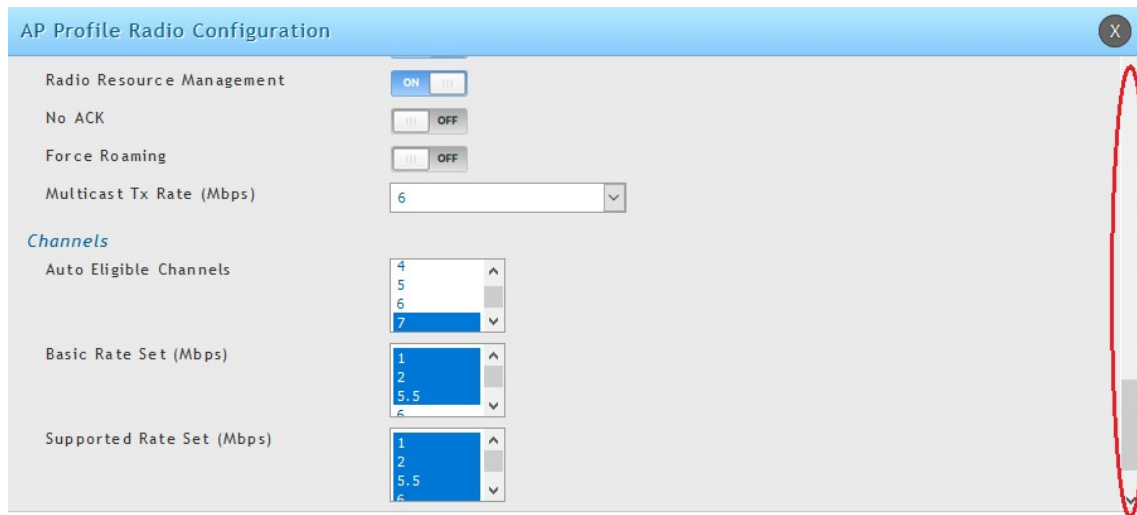 AP Profile Radio Configuration
X
Radio Resource Management
ON
No ACK
OFF
Force Roaming
OFF
Multicast Tx Rate (Mbps)
6
Channels
Auto Eligible Channels
4
5
6
7
Basic Rate Set (Mbps)
1
2
5.5
6
Supported Rate Set (Mbps)
1
2
5.5
6